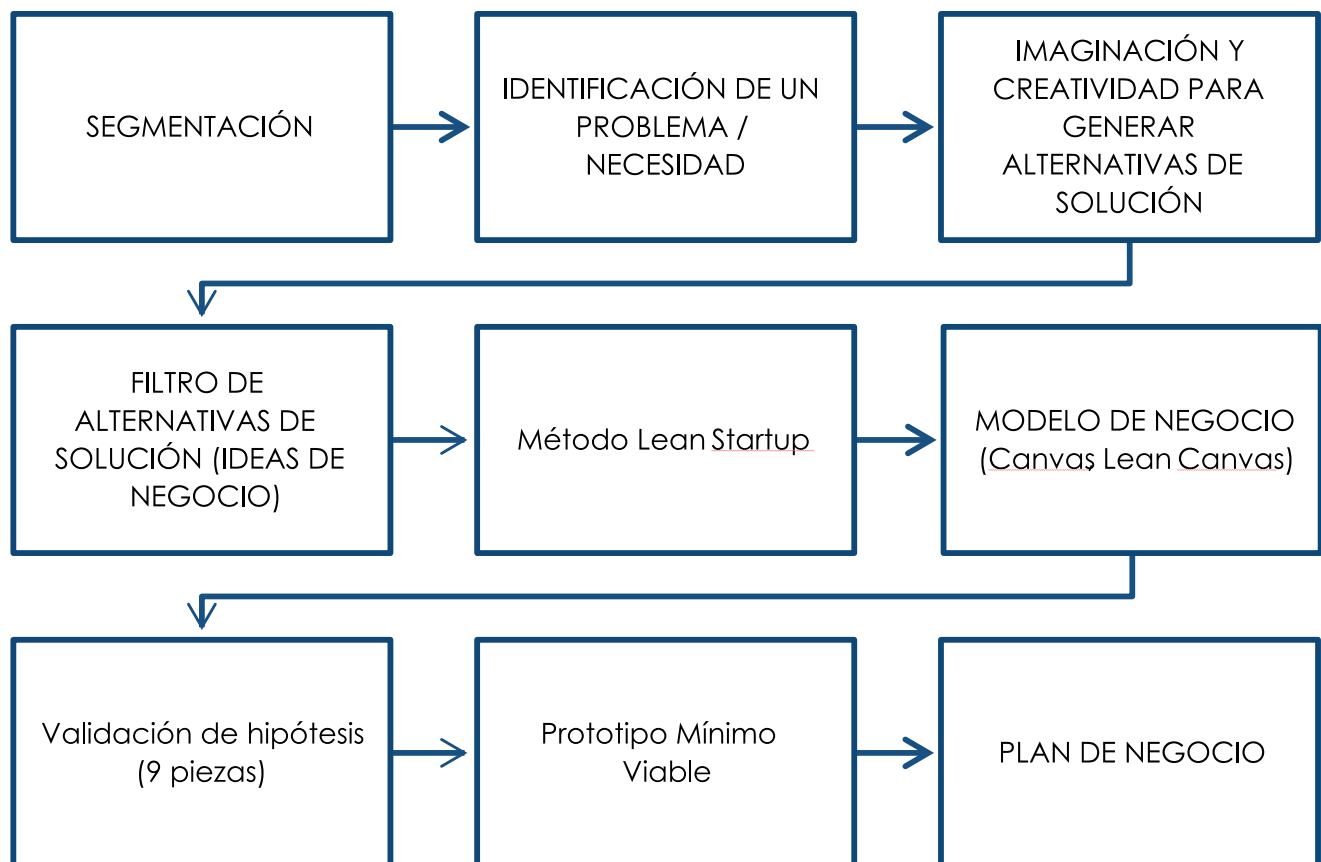 SEGMENTACIÓN
IDENTIFICACIÓN DE UN
PROBLEMA /
NECESIDAD
IMAGINACIÓN Y
CREATIVIDAD PARA
GENERAR
ALTERNATIVAS DE
SOLUCIÓN
FILTRO DE
ALTERNATIVAS DE
SOLUCIÓN (IDEAS DE
NEGOCIO)
Método Lean Startup
MODELO DE NEGOCIO
(Canvas, Lean Canvas)
Validación de hipótesis
(9 piezas)
Prototipo Mínimo
Viable
PLAN DE NEGOCIO